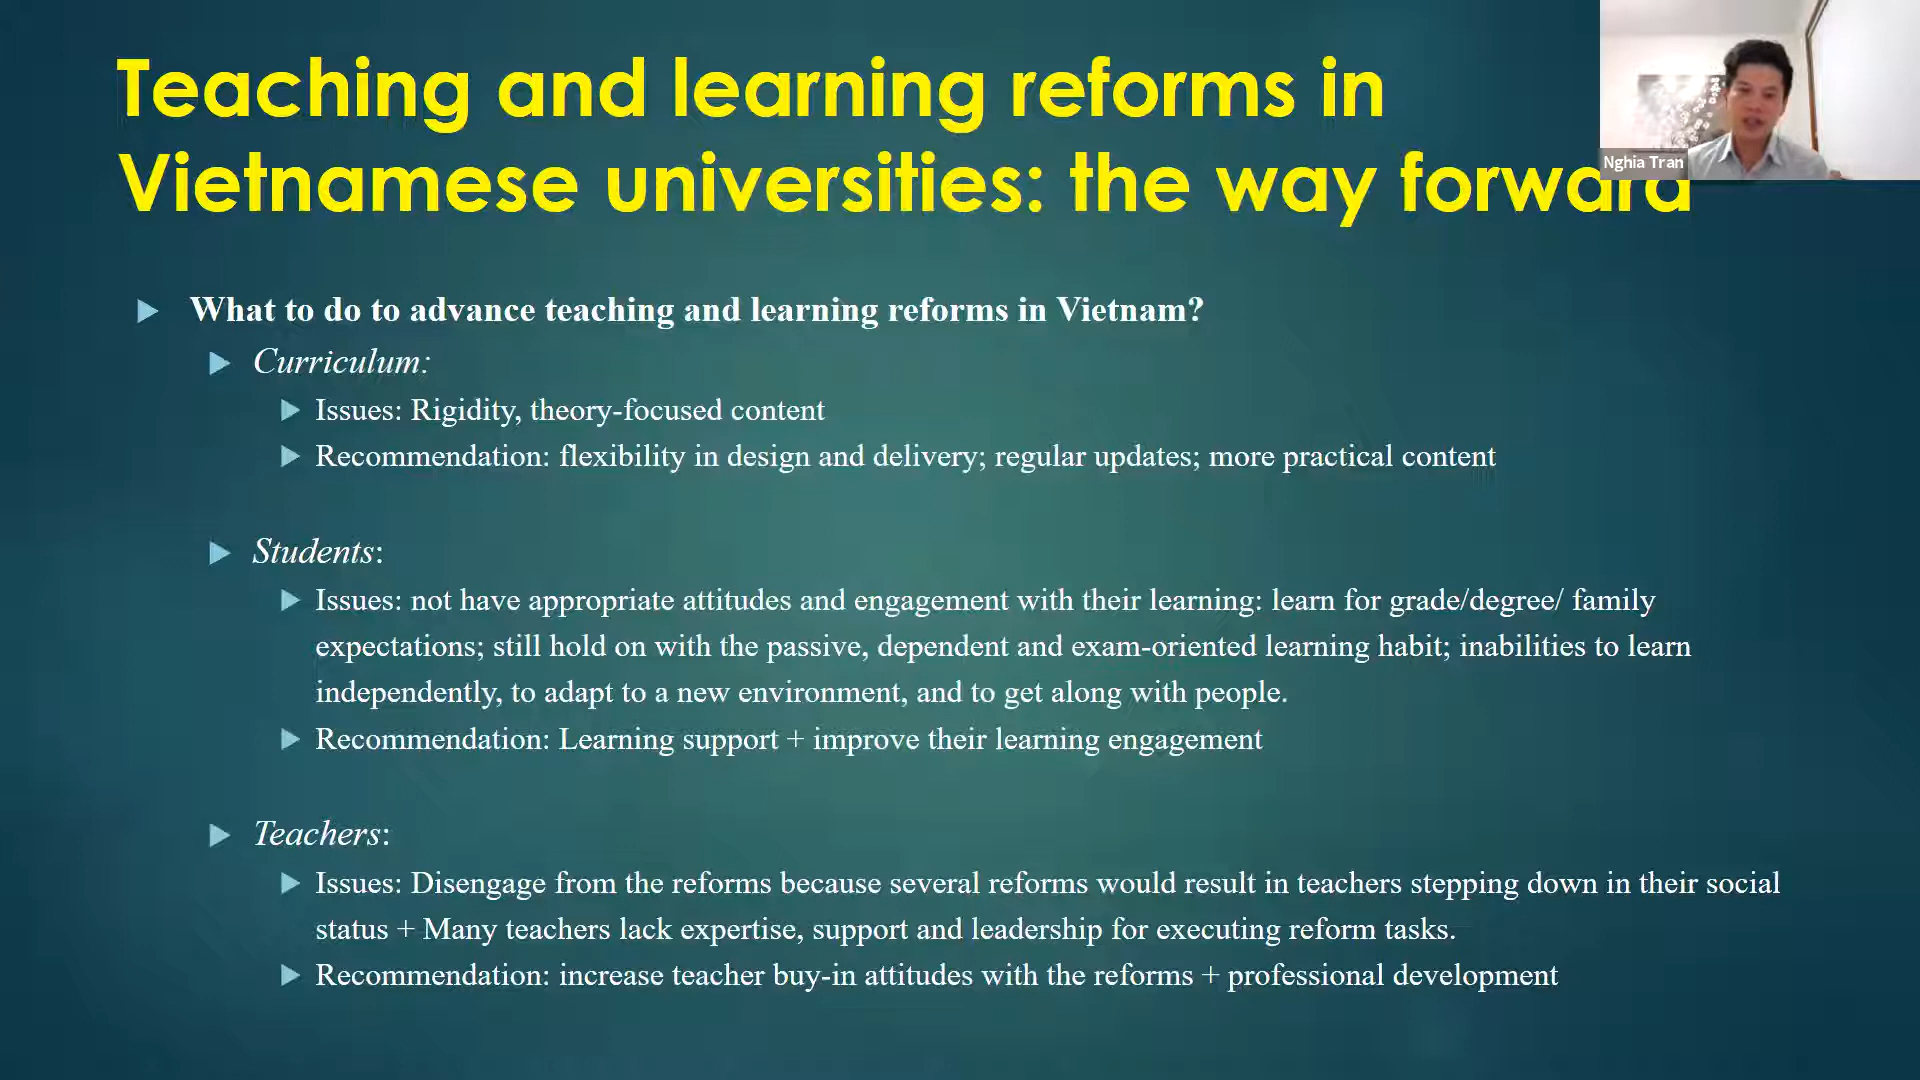 Teaching and learning reforms in
Vietnamese universities: the way forward
Nghia Tran
What to do to advance teaching and learning reforms in Vietnam?
Curriculum:
Issues: Rigidity, theory-focused content
Recommendation: flexibility in design and delivery; regular updates; more practical content
Students:
Issues: not have appropriate attitudes and engagement with their learning: learn for grade/degree/ family
expectations; still hold on with the passive, dependent and exam-oriented learning habit; inabilities to learn
independently, to adapt to a new environment, and to get along with people.
Recommendation: Learning support + improve their learning engagement
Teachers:
Issues: Disengage from the reforms because several reforms would result in teachers stepping down in their social
status + Many teachers lack expertise, support and leadership for executing reform tasks.
Recommendation: increase teacher buy-in attitudes with the reforms + professional development